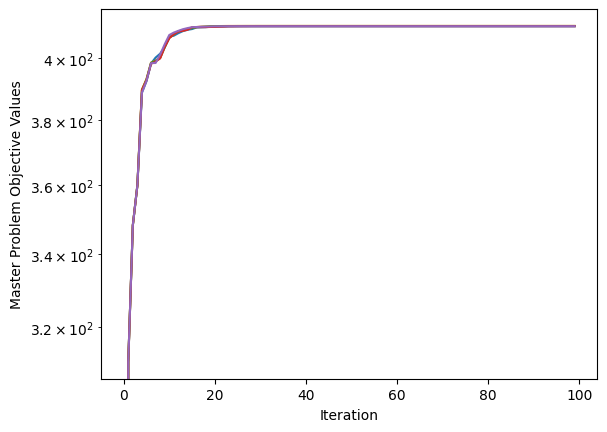 Master Problem Objective Values
4 × 10²
3.8 × 10²
3.6 × 10²
3.4 × 10²
3.2 × 10²
0 20 40 60 80 100
Iteration